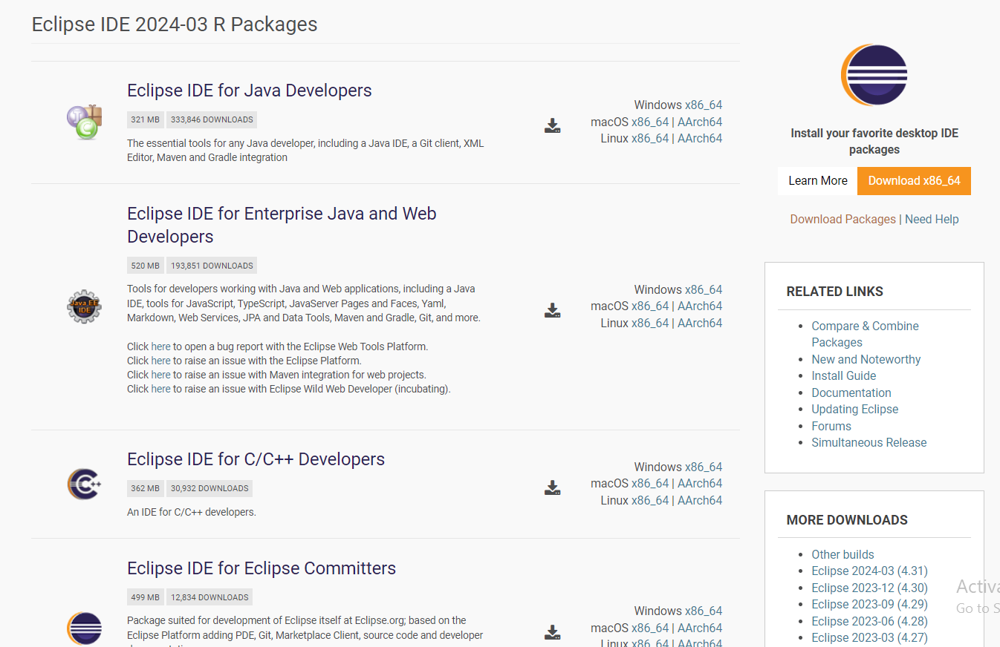 Eclipse IDE 2024-03 R Packages
Eclipse IDE for Java Developers
321 MB 333,846 DOWNLOADS
The essential tools for any Java developer, including a Java IDE, a Git client, XML
Editor, Maven and Gradle integration
Windows x86_64
macOS x86_64 | AArch64
Linux x86_64 | AArch64
Eclipse IDE for Enterprise Java and Web
Developers
520 MB 193,851 DOWNLOADS
Tools for developers working with Java and Web applications, including a Java
IDE, tools for JavaScript, TypeScript, JavaServer Pages and Faces, Yaml,
Markdown, Web Services, JPA and Data Tools, Maven and Gradle, Git, and more.
Click here to open a bug report with the Eclipse Web Tools Platform.
Click here to raise an issue with the Eclipse Platform.
Click here to raise an issue with Maven integration for web projects.
Click here to raise an issue with Eclipse Wild Web Developer (incubating).
Java EE
IDE
Windows x86_64
macOS x86_64 | AArch64
Linux x86_64 | AArch64
Eclipse IDE for C/C++ Developers
362 MB 30,932 DOWNLOADS
An IDE for C/C++ developers.
C++
Windows x86_64
macOS x86_64 | AArch64
Linux x86_64 | AArch64
Eclipse IDE for Eclipse Committers
499 MB 12,834 DOWNLOADS
Package suited for development of Eclipse itself at Eclipse.org; based on the
Eclipse Platform adding PDE, Git, Marketplace Client, source code and developer
Windows x86_64
macOS x86_64 | AArch64
Linux x86_64 | AArch64
Install your favorite desktop IDE
packages
Learn More Download x86_64
Download Packages | Need Help
RELATED LINKS
Compare & Combine
Packages
New and Noteworthy
Install Guide
Documentation
Updating Eclipse
Forums
Simultaneous Release
MORE DOWNLOADS
Other builds
Eclipse 2024-03 (4.31)
Eclipse 2023-12 (4.30)
Eclipse 2023-09 (4.29)
Eclipse 2023-06 (4.28)
Eclipse 2023-03 (4.27)
Activa
Go to S